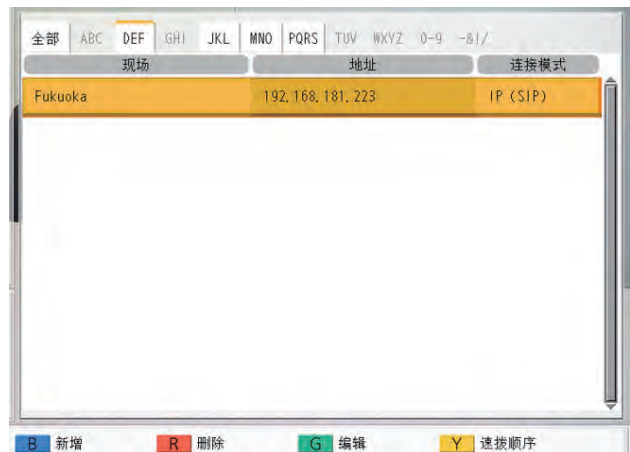 全部 ABC DEF GHI JKL MNO PQRS TUV WXYZ 0-9 -&!/
现场 地址 连接模式
Fukuoka 192, 168, 181, 223 IP (SIP)
B 新增 R 删除 G 编辑 Y 速拨顺序